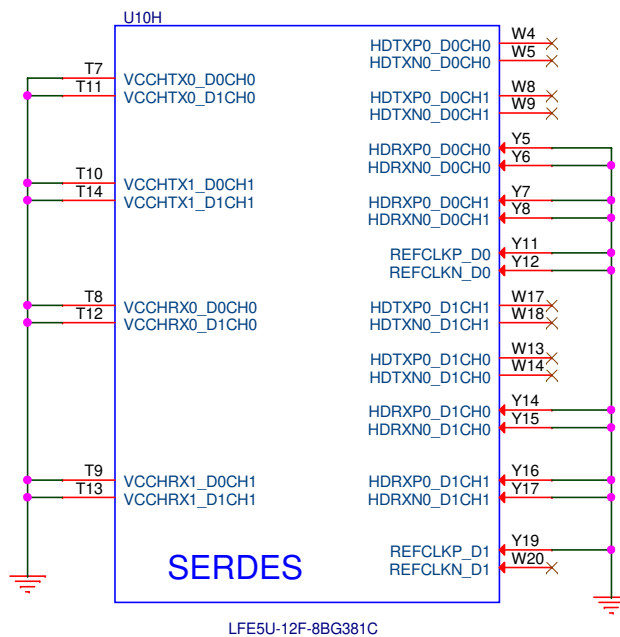 U10H
T7 VCCHTX0_D0CH0
T11 VCCHTX0_D1CH0
T10 VCCHTX1_D0CH1
T14 VCCHTX1_D1CH1
T8 VCCHRX0_D0CH0
T12 VCCHRX0_D1CH0
T9 VCCHRX1_D0CH1
T13 VCCHRX1_D1CH1
HDTXP0_D0CH0 W4
HDTXN0_D0CH0 W5
HDTXP0_D0CH1 W8
HDTXN0_D0CH1 W9
HDRXP0_D0CH0 Y5
HDRXN0_D0CH0 Y6
HDRXP0_D0CH1 Y7
HDRXN0_D0CH1 Y8
REFCLKP_D0 Y11
REFCLKN_D0 Y12
HDTXP0_D1CH1 W17
HDTXN0_D1CH1 W18
HDTXP0_D1CH0 W13
HDTXN0_D1CH0 W14
HDRXP0_D1CH0 Y14
HDRXN0_D1CH0 Y15
HDRXP0_D1CH1 Y16
HDRXN0_D1CH1 Y17
REFCLKP_D1 Y19
REFCLKN_D1 W20
SERDES
LFE5U-12F-8BG381C